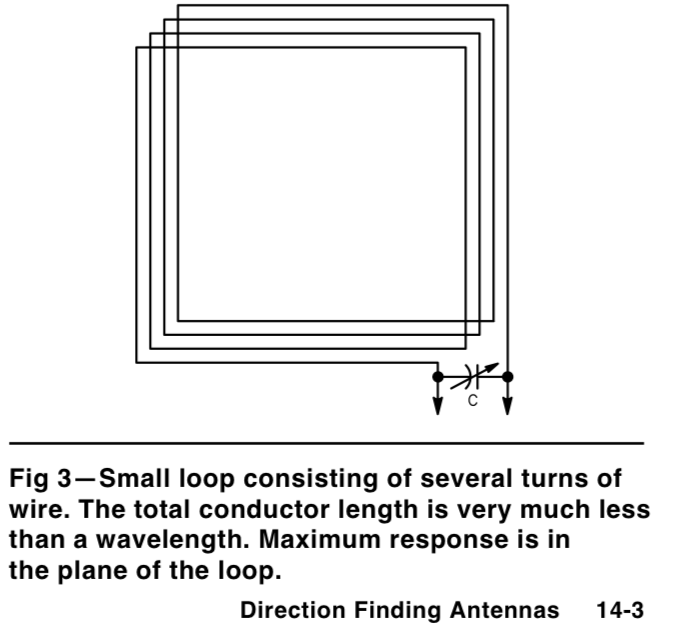 C
Fig 3—Small loop consisting of several turns of
wire. The total conductor length is very much less
than a wavelength. Maximum response is in
the plane of the loop.
Direction Finding Antennas 14-3